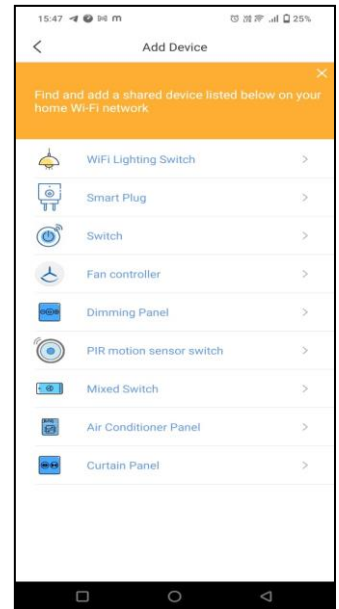 15:47 m 25%
Add Device
Find and add a shared device listed below on your
home Wi-Fi network
WiFi Lighting Switch
Smart Plug
Switch
Fan controller
Dimming Panel
PIR motion sensor switch
Mixed Switch
Air Conditioner Panel
Curtain Panel